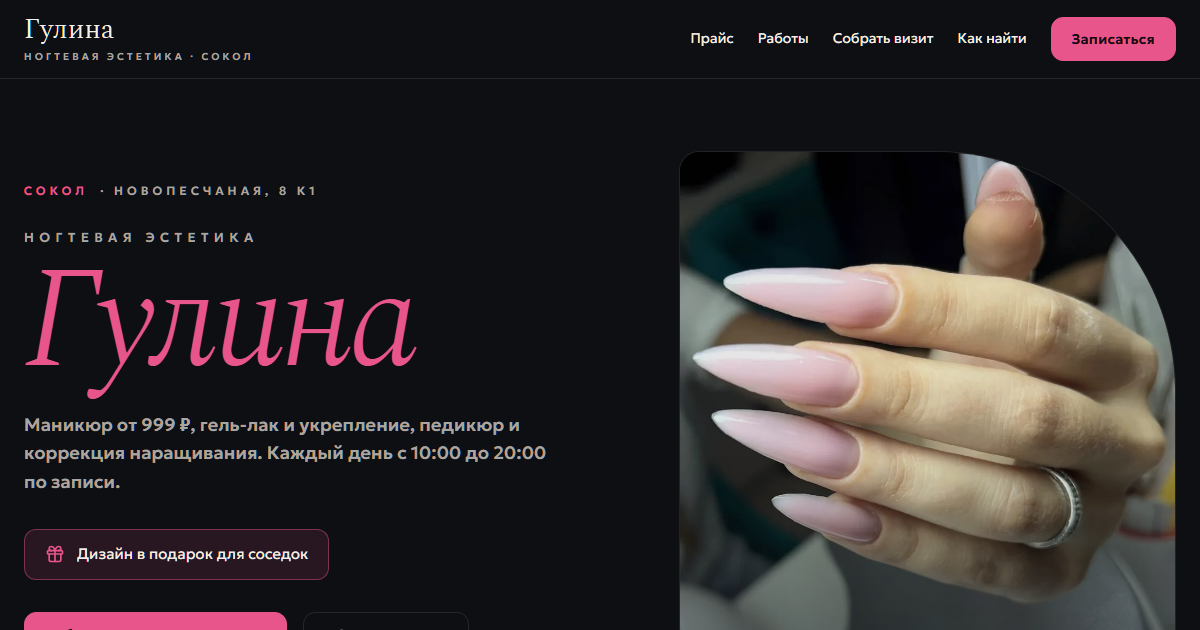 Гулина
НОГТЕВАЯ ЭСТЕТИКА · СОКОЛ
Прайс
Работы
Собрать визит
Как найти
Записаться
СОКОЛ · НОВОПЕСЧАНАЯ, 8 К1
НОГТЕВАЯ ЭСТЕТИКА
Гулина
Маникюр от 999 ₽, гель-лак и укрепление, педикюр и
коррекция наращивания. Каждый день с 10:00 до 20:00
по записи.
Дизайн в подарок для соседок